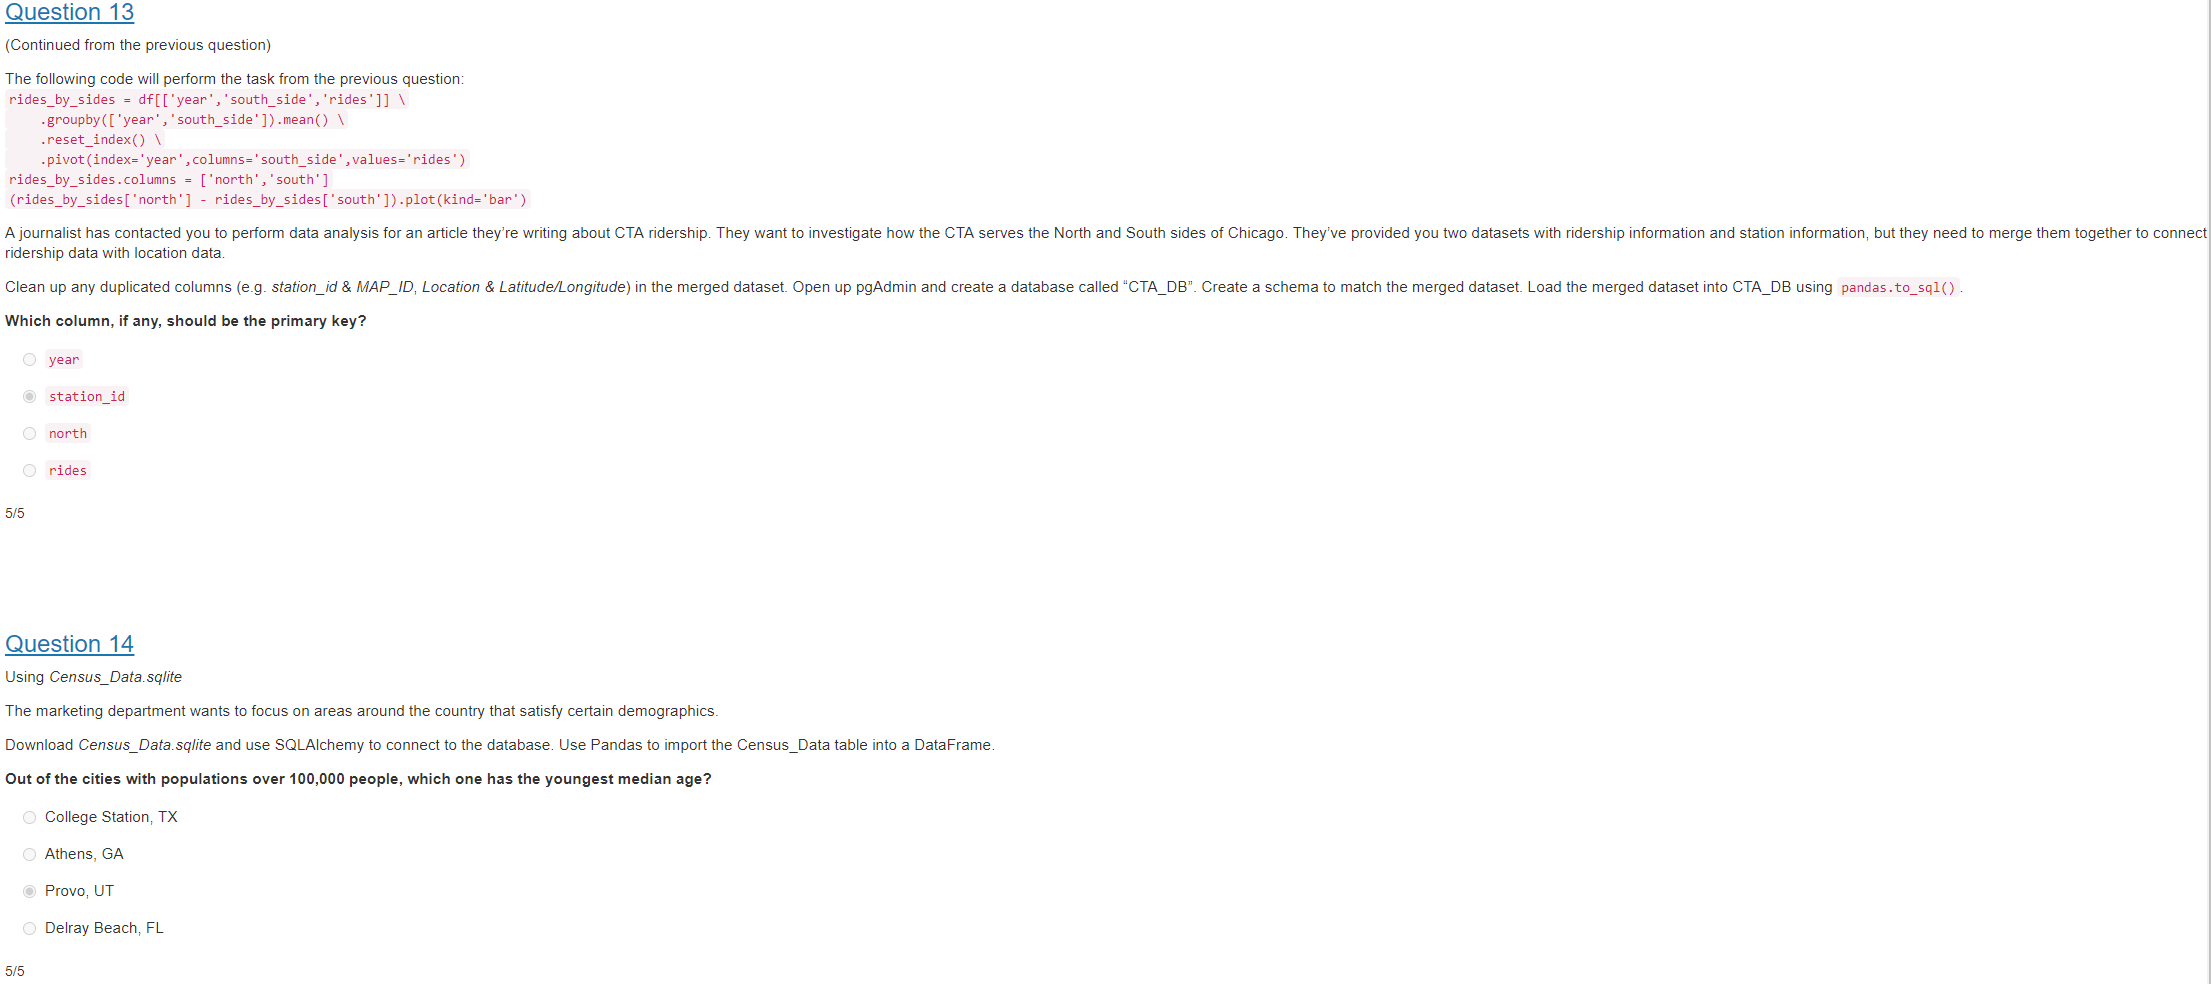 Question 13
(Continued from the previous question)
The following code will perform the task from the previous question:
rides_by_sides = df[['year','south_side','rides']] \
    .groupby(['year','south_side']).mean() \
    .reset_index() \
    .pivot(index='year',columns='south_side',values='rides')
rides_by_sides.columns = ['north','south']
(rides_by_sides['north'] - rides_by_sides['south']).plot(kind='bar')
A journalist has contacted you to perform data analysis for an article they're writing about CTA ridership. They want to investigate how the CTA serves the North and South sides of Chicago. They've provided you two datasets with ridership information and station information, but they need to merge them together to connect
ridership data with location data.
Clean up any duplicated columns (e.g. station_id & MAP_ID, Location & Latitude/Longitude) in the merged dataset. Open up pgAdmin and create a database called “CTA_DB”. Create a schema to match the merged dataset. Load the merged dataset into CTA_DB using pandas.to_sql() .
Which column, if any, should be the primary key?
year
station_id
north
rides
5/5
Question 14
Using Census_Data.sqlite
The marketing department wants to focus on areas around the country that satisfy certain demographics.
Download Census_Data.sqlite and use SQLAlchemy to connect to the database. Use Pandas to import the Census_Data table into a DataFrame.
Out of the cities with populations over 100,000 people, which one has the youngest median age?
College Station, TX
Athens, GA
Provo, UT
Delray Beach, FL
5/5